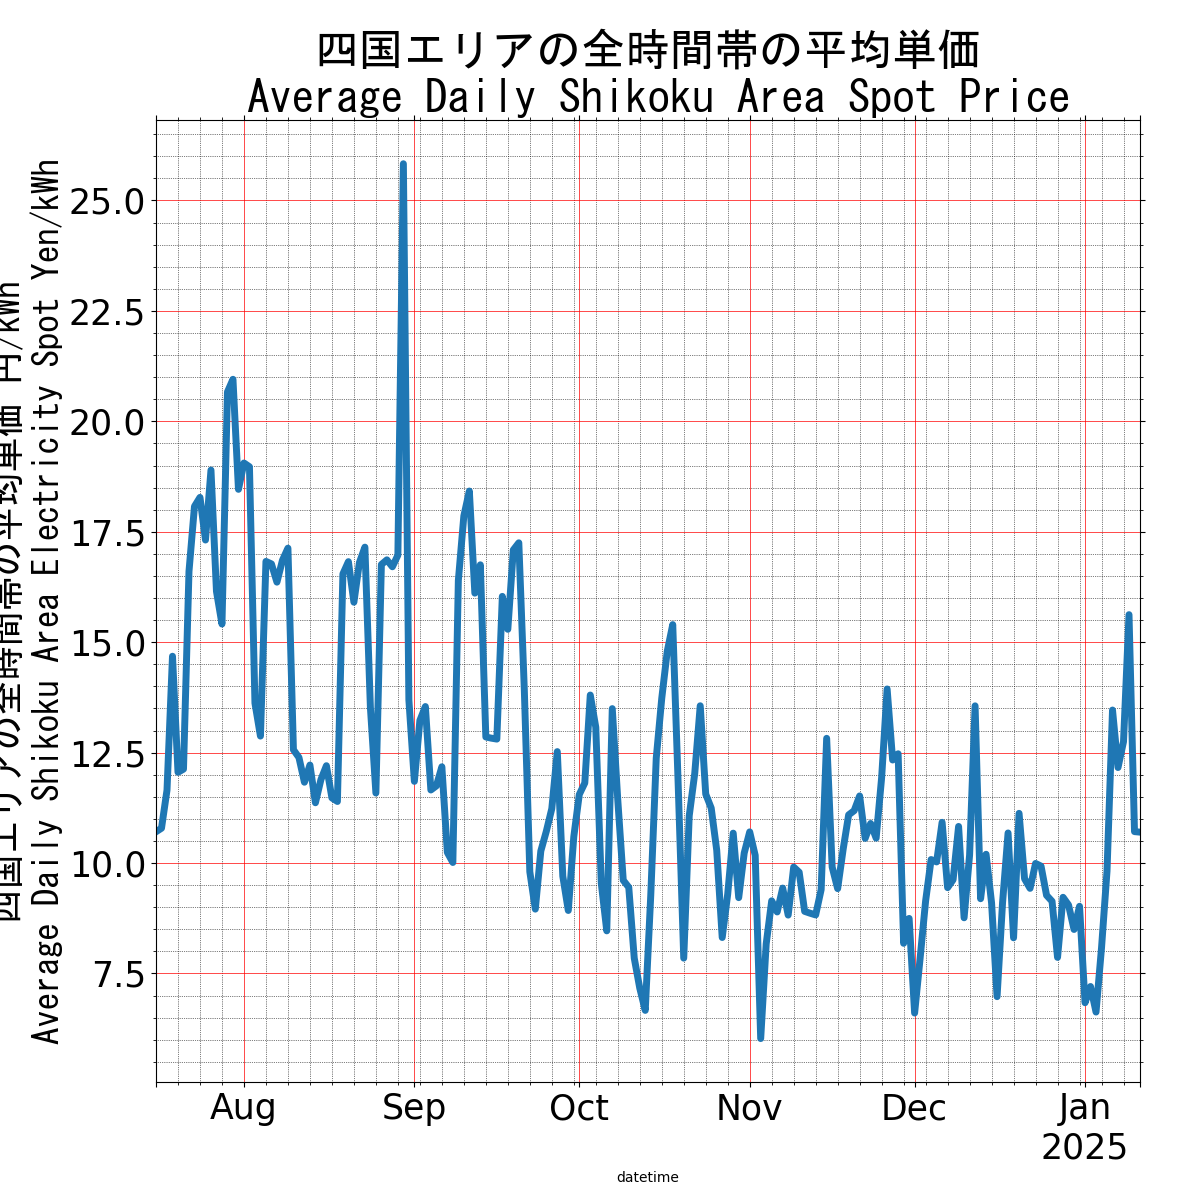 四国エリアの全時間帯の平均単価
Average Daily Shikoku Area Spot Price
四国エリアの全時間帯の平均単価 円/kWh
Average Daily Shikoku Area Electricity Spot Yen/kWh
25.0
22.5
20.0
17.5
15.0
12.5
10.0
7.5
Aug
Sep
Oct
Nov
Dec
Jan
2025
datetime